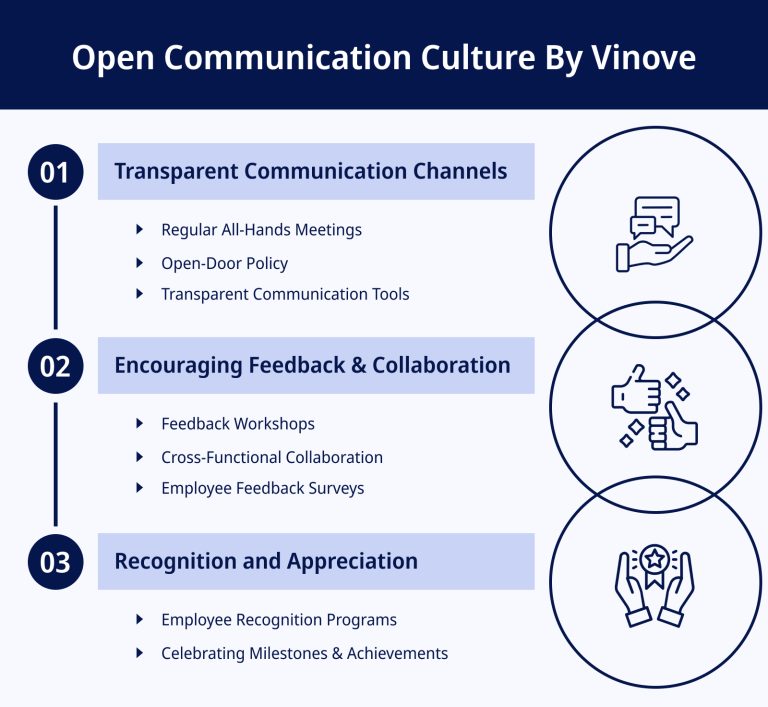 Open Communication Culture By Vinove
01
Transparent Communication Channels
Regular All-Hands Meetings
Open-Door Policy
Transparent Communication Tools
02
Encouraging Feedback & Collaboration
Feedback Workshops
Cross-Functional Collaboration
Employee Feedback Surveys
03
Recognition and Appreciation
Employee Recognition Programs
Celebrating Milestones & Achievements